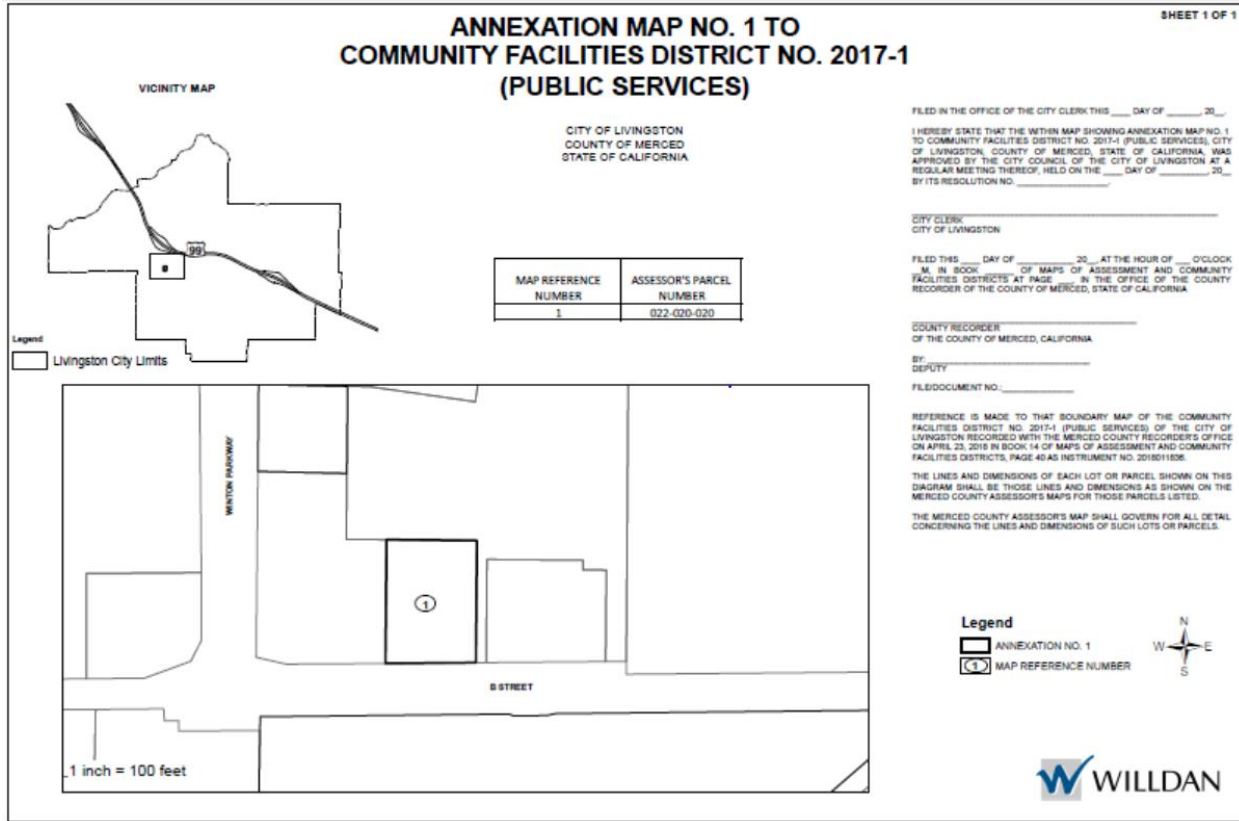 SHEET 1 OF 1
ANNEXATION MAP NO. 1 TO
COMMUNITY FACILITIES DISTRICT NO. 2017-1
(PUBLIC SERVICES)
CITY OF LIVINGSTON
COUNTY OF MERCED
STATE OF CALIFORNIA
VICINITY MAP
99
Legend
Livingston City Limits
MAP REFERENCE
NUMBER
ASSESSOR'S PARCEL
NUMBER
1
022-020-020
FILED IN THE OFFICE OF THE CITY CLERK THIS ____ DAY OF _______, 20__.
I HEREBY STATE THAT THE WITHIN MAP SHOWING ANNEXATION MAP NO. 1
TO COMMUNITY FACILITIES DISTRICT NO. 2017-1 (PUBLIC SERVICES), CITY
OF LIVINGSTON, COUNTY OF MERCED, STATE OF CALIFORNIA, WAS
APPROVED BY THE CITY COUNCIL OF THE CITY OF LIVINGSTON AT A
REGULAR MEETING THEREOF, HELD ON THE ____ DAY OF __________, 20__
BY ITS RESOLUTION NO. ___________________.
CITY CLERK
CITY OF LIVINGSTON
FILED THIS ____ DAY OF ___________ 20__, AT THE HOUR OF ___ O'CLOCK
__M, IN BOOK ______ OF MAPS OF ASSESSMENT AND COMMUNITY
FACILITIES DISTRICTS AT PAGE ____, IN THE OFFICE OF THE COUNTY
RECORDER OF THE COUNTY OF MERCED, STATE OF CALIFORNIA
COUNTY RECORDER
OF THE COUNTY OF MERCED, CALIFORNIA
BY: ______________________________
DEPUTY
FILE/DOCUMENT NO.: _____________
REFERENCE IS MADE TO THAT BOUNDARY MAP OF THE COMMUNITY
FACILITIES DISTRICT NO. 2017-1 (PUBLIC SERVICES) OF THE CITY OF
LIVINGSTON RECORDED WITH THE MERCED COUNTY RECORDER'S OFFICE
ON APRIL 23, 2018 IN BOOK 14 OF MAPS OF ASSESSMENT AND COMMUNITY
FACILITIES DISTRICTS, PAGE 40 AS INSTRUMENT NO. 2018011836.
THE LINES AND DIMENSIONS OF EACH LOT OR PARCEL SHOWN ON THIS
DIAGRAM SHALL BE THOSE LINES AND DIMENSIONS AS SHOWN ON THE
MERCED COUNTY ASSESSOR'S MAPS FOR THOSE PARCELS LISTED.
THE MERCED COUNTY ASSESSOR'S MAP SHALL GOVERN FOR ALL DETAIL
CONCERNING THE LINES AND DIMENSIONS OF SUCH LOTS OR PARCELS.
WINTON PARKWAY
1
B STREET
1 inch = 100 feet
Legend
ANNEXATION NO. 1
1 MAP REFERENCE NUMBER
N
W E
S
WILLDAN